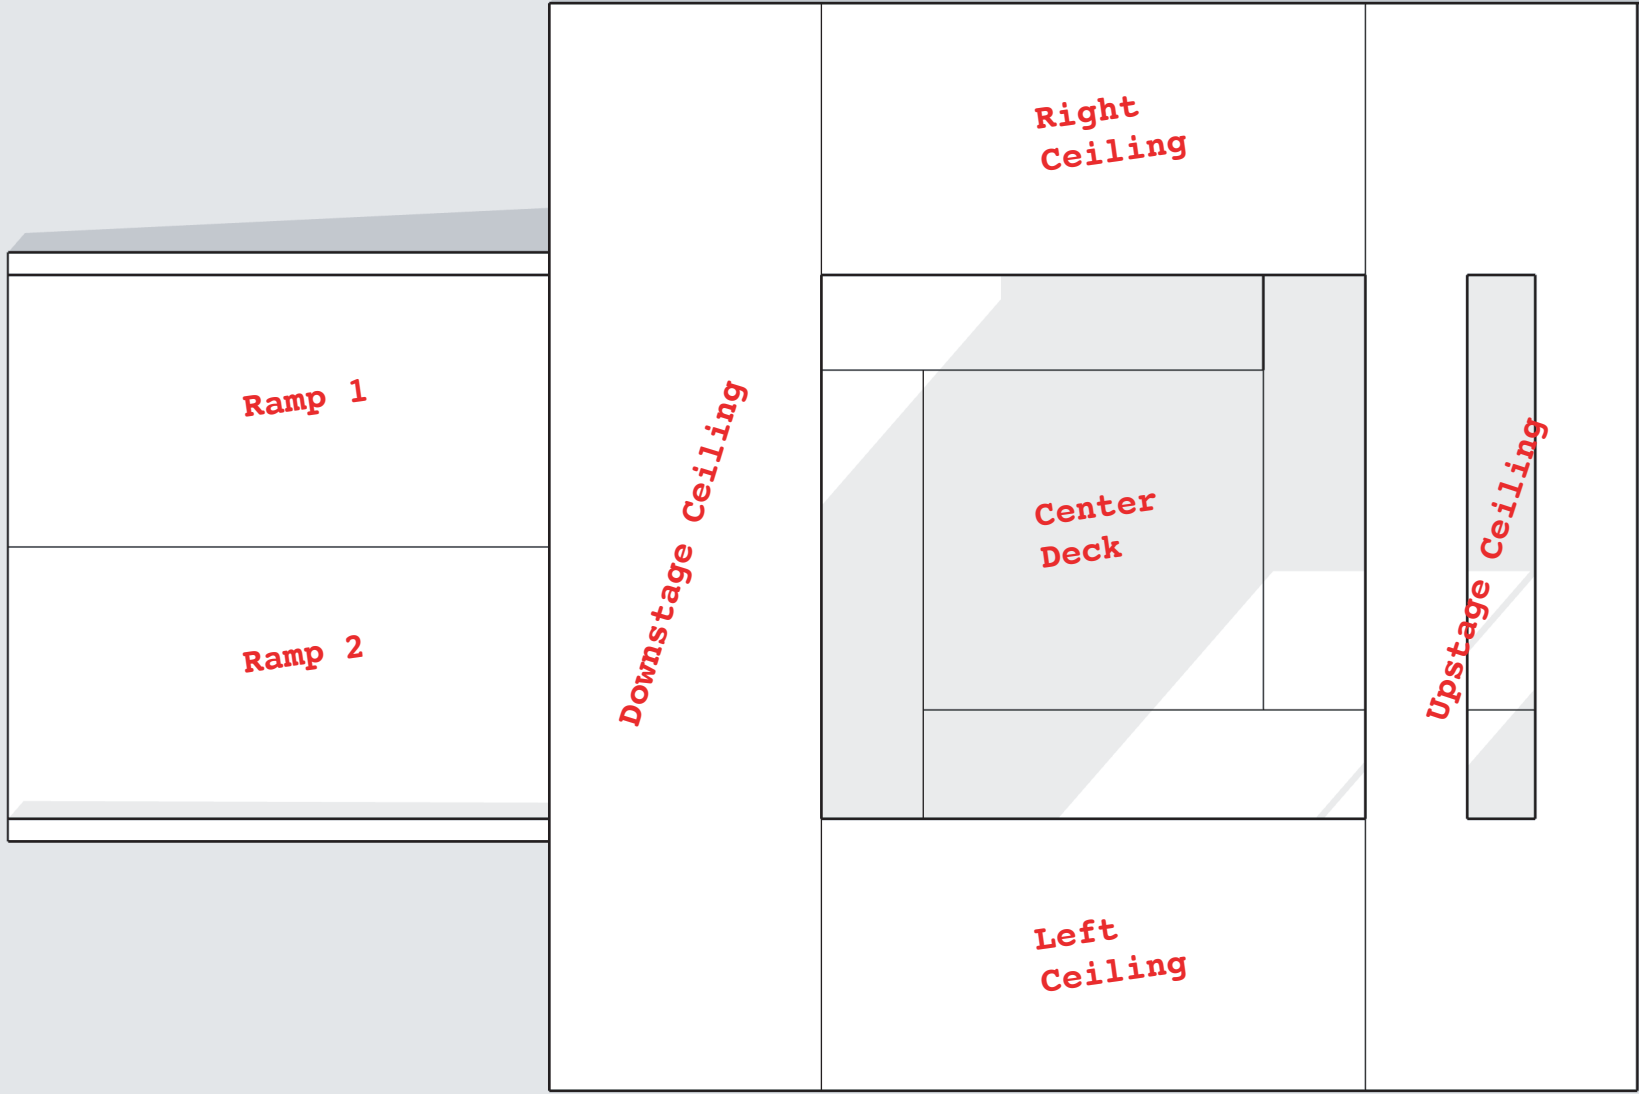 Right
Ceiling
Ramp 1
Downstage Ceiling
Center
Deck
Upstage Ceiling
Ramp 2
Left
Ceiling